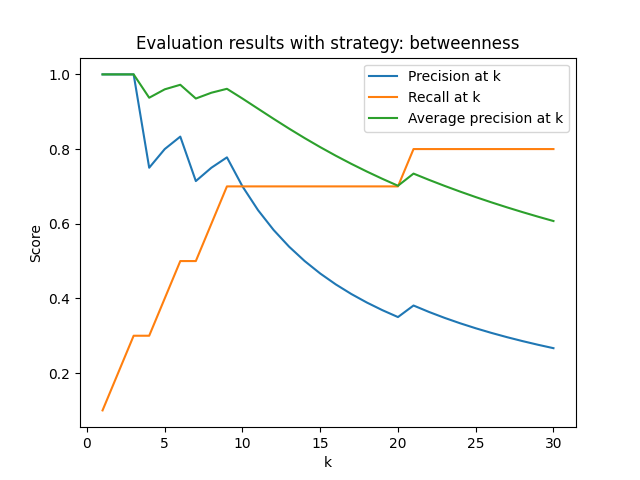 Evaluation results with strategy: betweenness
Precision at k
Recall at k
Average precision at k
Score
1.0
0.8
0.6
0.4
0.2
0 5 10 15 20 25 30
k